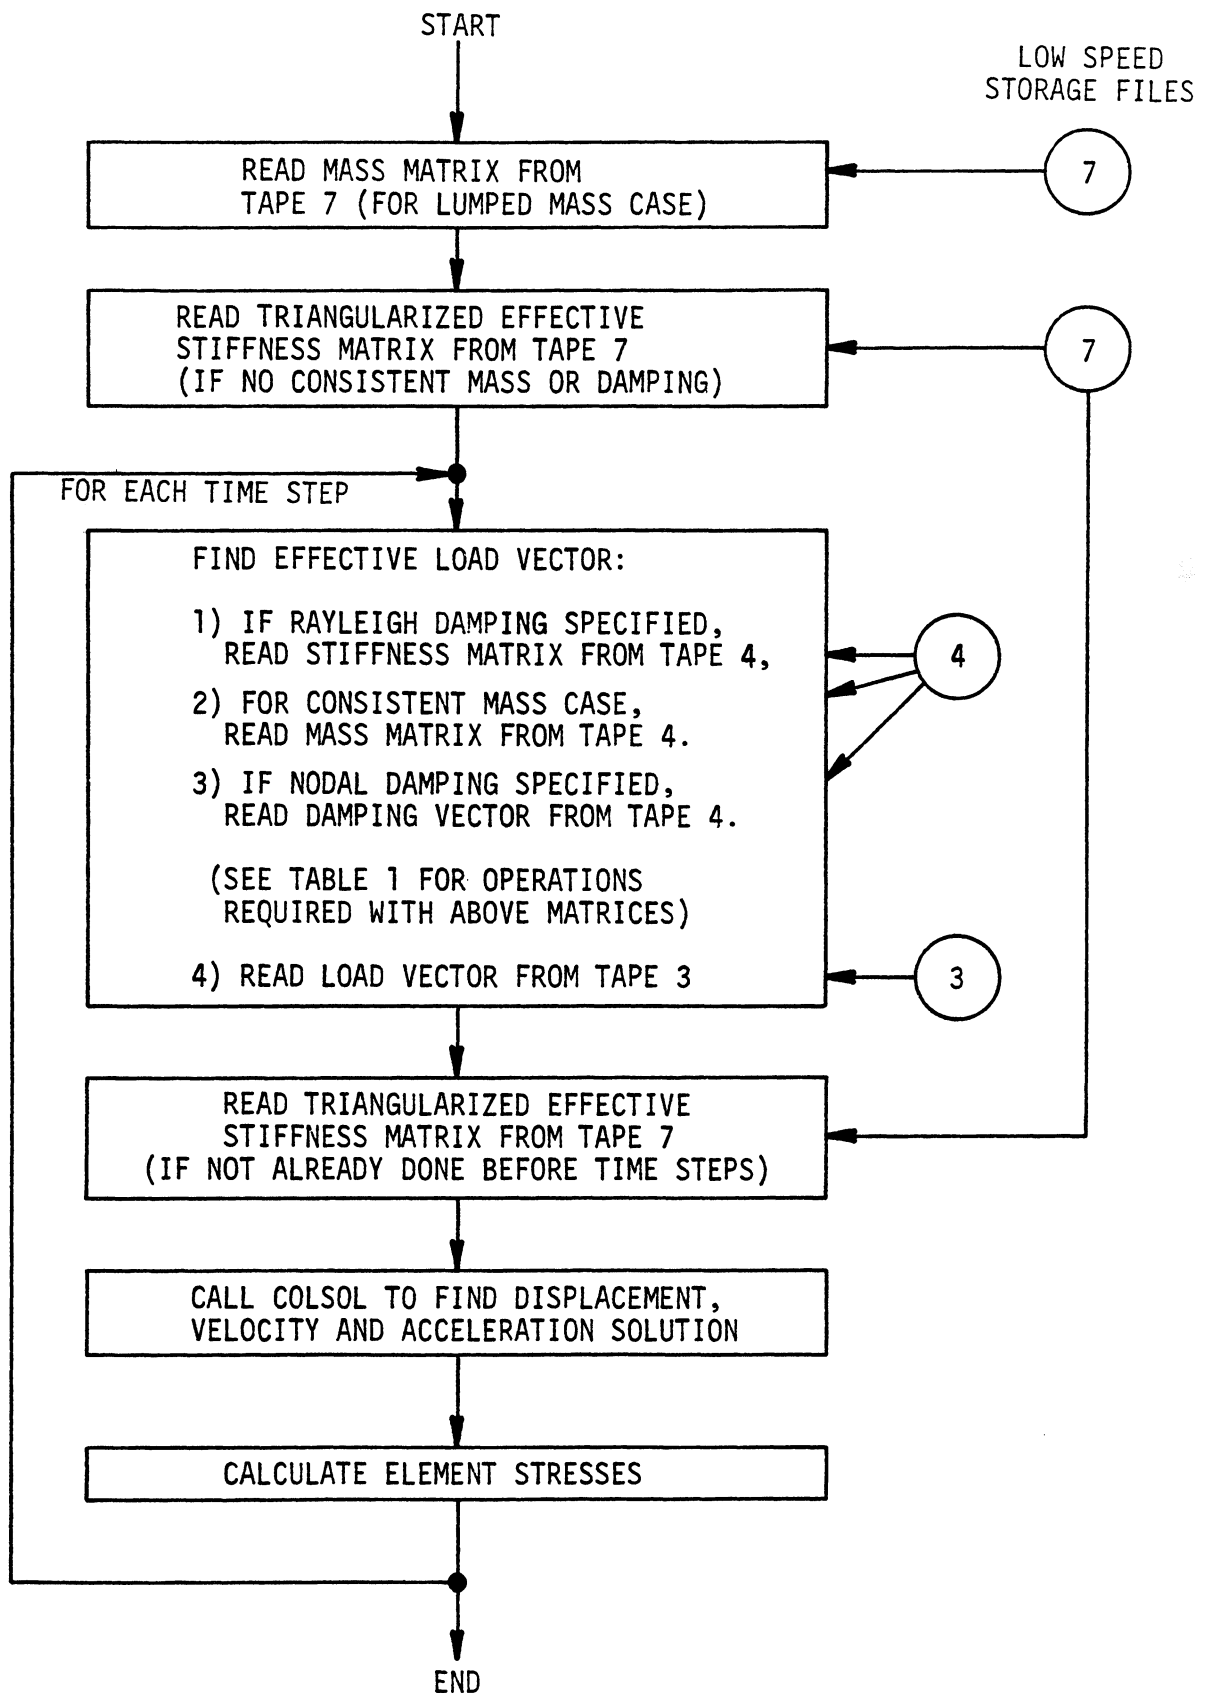 START
LOW SPEED
STORAGE FILES
READ MASS MATRIX FROM
TAPE 7 (FOR LUMPED MASS CASE)
7
READ TRIANGULARIZED EFFECTIVE
STIFFNESS MATRIX FROM TAPE 7
(IF NO CONSISTENT MASS OR DAMPING)
7
FOR EACH TIME STEP
FIND EFFECTIVE LOAD VECTOR:
1) IF RAYLEIGH DAMPING SPECIFIED,
READ STIFFNESS MATRIX FROM TAPE 4,
4
2) FOR CONSISTENT MASS CASE,
READ MASS MATRIX FROM TAPE 4.
3) IF NODAL DAMPING SPECIFIED,
READ DAMPING VECTOR FROM TAPE 4.
(SEE TABLE 1 FOR OPERATIONS
REQUIRED WITH ABOVE MATRICES)
4) READ LOAD VECTOR FROM TAPE 3
3
READ TRIANGULARIZED EFFECTIVE
STIFFNESS MATRIX FROM TAPE 7
(IF NOT ALREADY DONE BEFORE TIME STEPS)
CALL COLSOL TO FIND DISPLACEMENT,
VELOCITY AND ACCELERATION SOLUTION
CALCULATE ELEMENT STRESSES
END